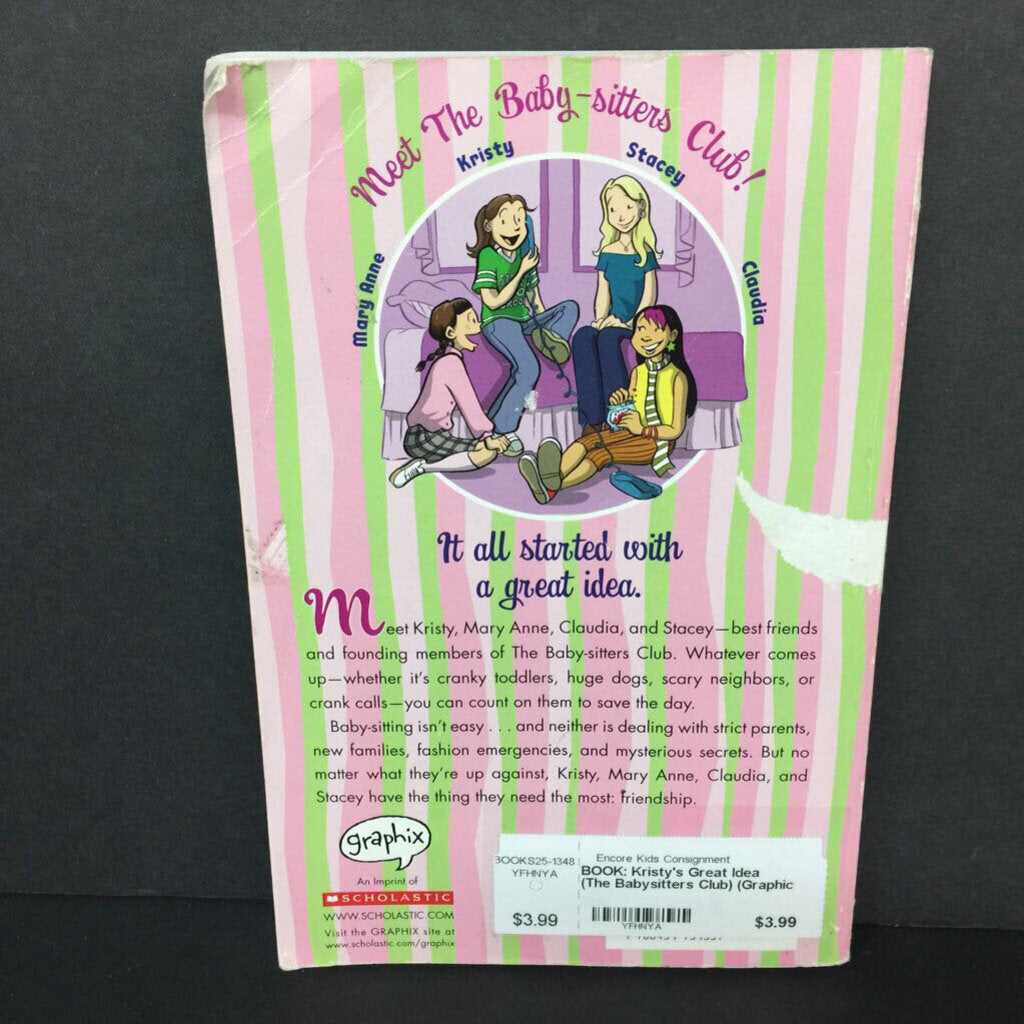 Meet The Baby-sitters Club!
Kristy
Stacey
Mary Anne
Claudia
It all started with
a great idea.
Meet Kristy, Mary Anne, Claudia, and Stacey—best friends
and founding members of The Baby-sitters Club. Whatever comes
up—whether it's cranky toddlers, huge dogs, scary neighbors, or
crank calls—you can count on them to save the day.
Baby-sitting isn't easy . . . and neither is dealing with strict parents,
new families, fashion emergencies, and mysterious secrets. But no
matter what they're up against, Kristy, Mary Anne, Claudia, and
Stacey have the thing they need the most: friendship.
graphix
An Imprint of
SCHOLASTIC
WWW.SCHOLASTIC.COM
Visit the GRAPHIX site at
www.scholastic.com/graphix
BOOKS25-1348
YFHNYA
$3.99
Encore Kids Consignment
BOOK: Kristy's Great Idea
(The Babysitters Club) (Graphic
YFHNYA
$3.99